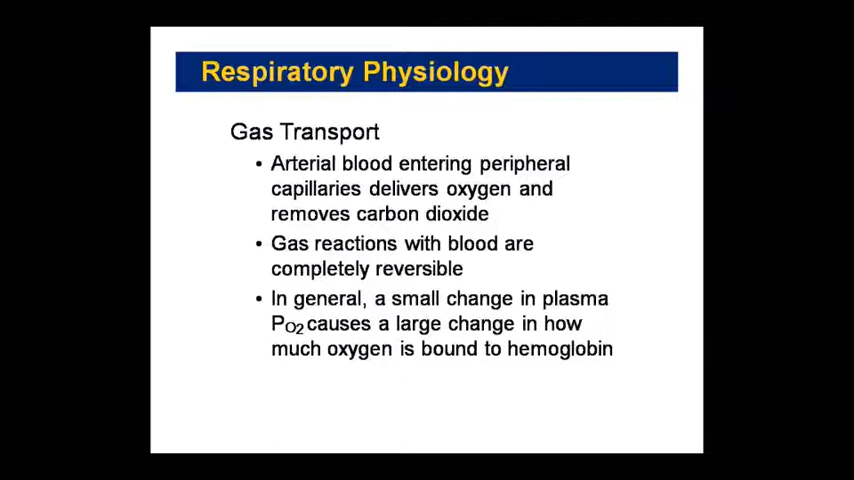 Respiratory Physiology
Gas Transport
• Arterial blood entering peripheral
capillaries delivers oxygen and
removes carbon dioxide
• Gas reactions with blood are
completely reversible
• In general, a small change in plasma
PO2 causes a large change in how
much oxygen is bound to hemoglobin